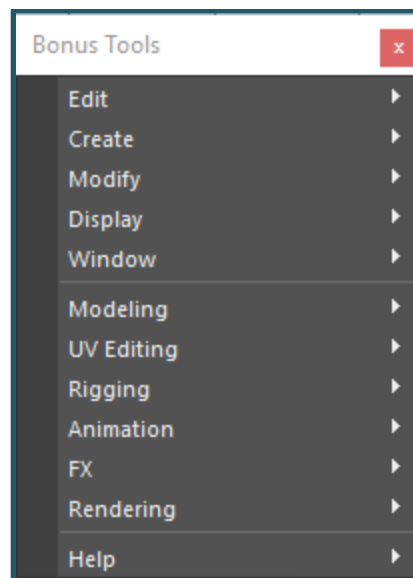 Bonus Tools
x
Edit
Create
Modify
Display
Window
Modeling
UV Editing
Rigging
Animation
FX
Rendering
Help